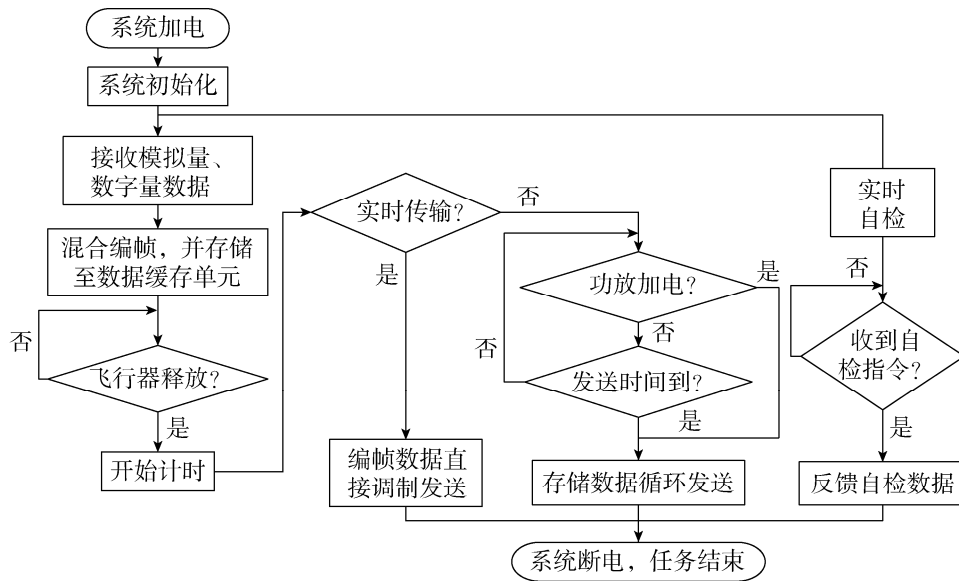 系统加电
系统初始化
接收模拟量、
数字量数据
混合编帧，并存储
至数据缓存单元
否
飞行器释放？
是
开始计时
实时传输？
否
是
编帧数据直
接调制发送
功放加电？
是
否
否
发送时间到？
是
存储数据循环发送
实时
自检
否
收到自
检指令？
是
反馈自检数据
系统断电，任务结束